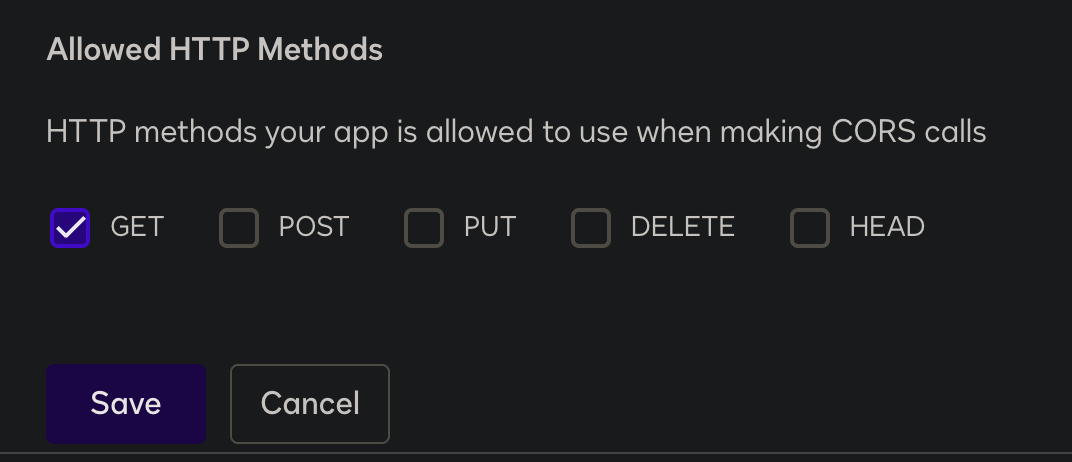 Allowed HTTP Methods
HTTP methods your app is allowed to use when making CORS calls
GET POST PUT DELETE HEAD
Save Cancel